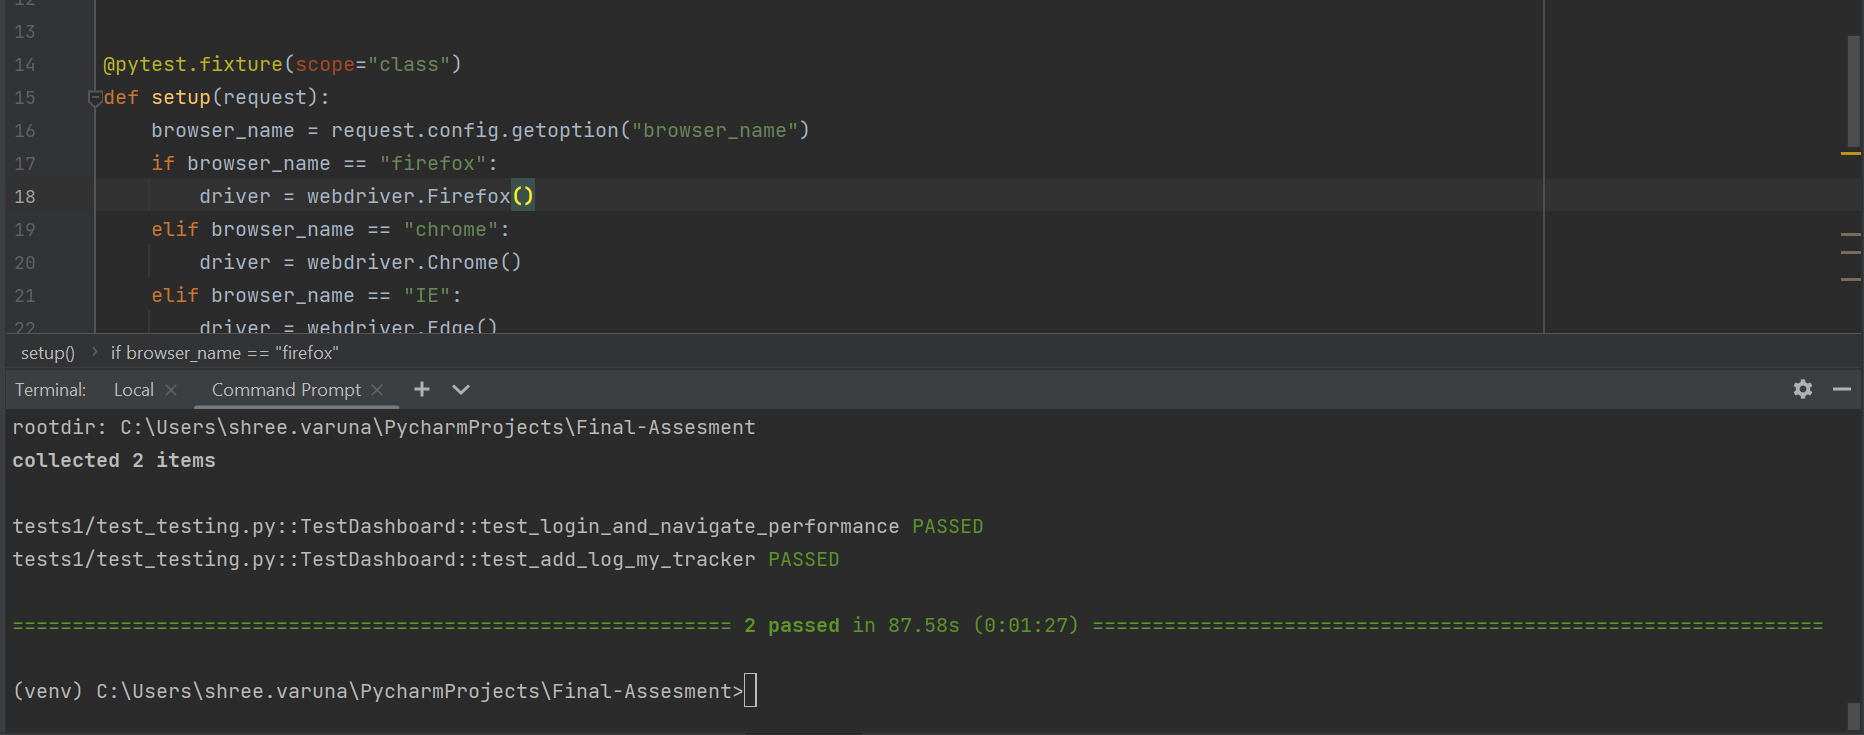 12
13
14 @pytest.fixture(scope="class")
15 def setup(request):
16 browser_name = request.config.getoption("browser_name")
17 if browser_name == "firefox":
18 driver = webdriver.Firefox()
19 elif browser_name == "chrome":
20 driver = webdriver.Chrome()
21 elif browser_name == "IE":
22 driver = webdriver.Edge()
setup() › if browser_name == "firefox"
Terminal: Local × Command Prompt × +
rootdir: C:\Users\shree.varuna\PycharmProjects\Final-Assesment
collected 2 items
tests1/test_testing.py::TestDashboard::test_login_and_navigate_performance PASSED
tests1/test_testing.py::TestDashboard::test_add_log_my_tracker PASSED
============================================================ 2 passed in 87.58s (0:01:27) =============================================================
(venv) C:\Users\shree.varuna\PycharmProjects\Final-Assesment>